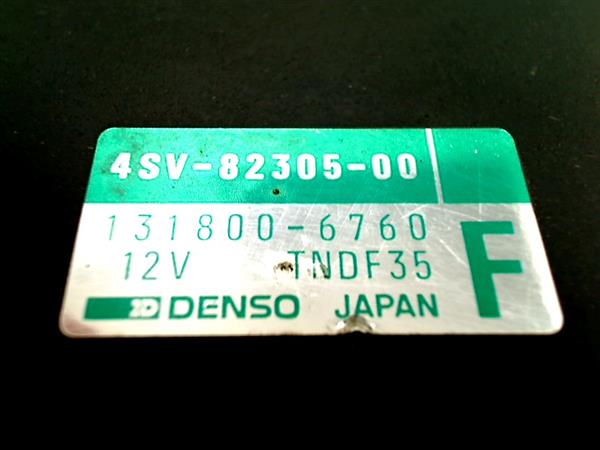 4SV-82305-00
131800-6760
12V TNDF35
F
DENSO JAPAN